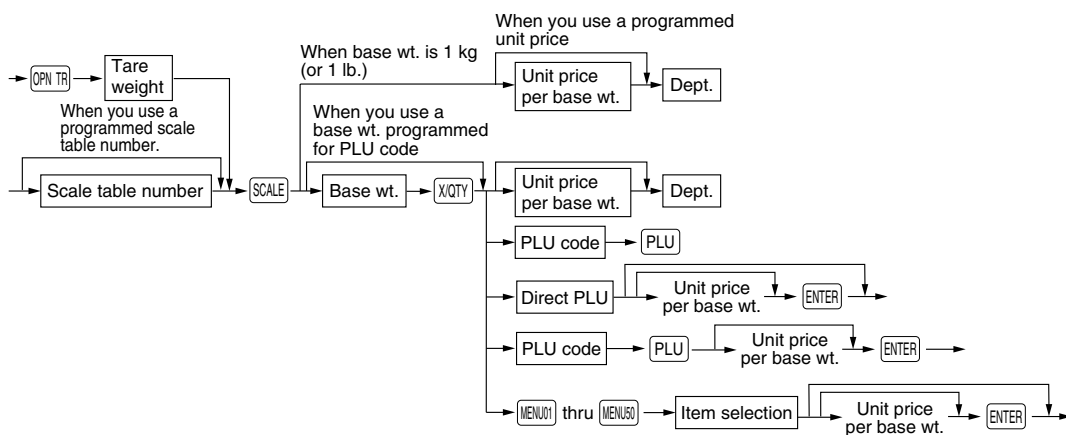 When you use a programmed
unit price
When base wt. is 1 kg
(or 1 lb.)
OPN TR
Tare
weight
Unit price
per base wt.
Dept.
When you use a
programmed scale
table number.
When you use a
base wt. programmed
for PLU code
Scale table number
SCALE
Base wt.
X/QTY
Unit price
per base wt.
Dept.
PLU code
PLU
Direct PLU
Unit price
per base wt.
ENTER
PLU code
PLU
Unit price
per base wt.
ENTER
MENU01 thru MENU50
Item selection
Unit price
per base wt.
ENTER